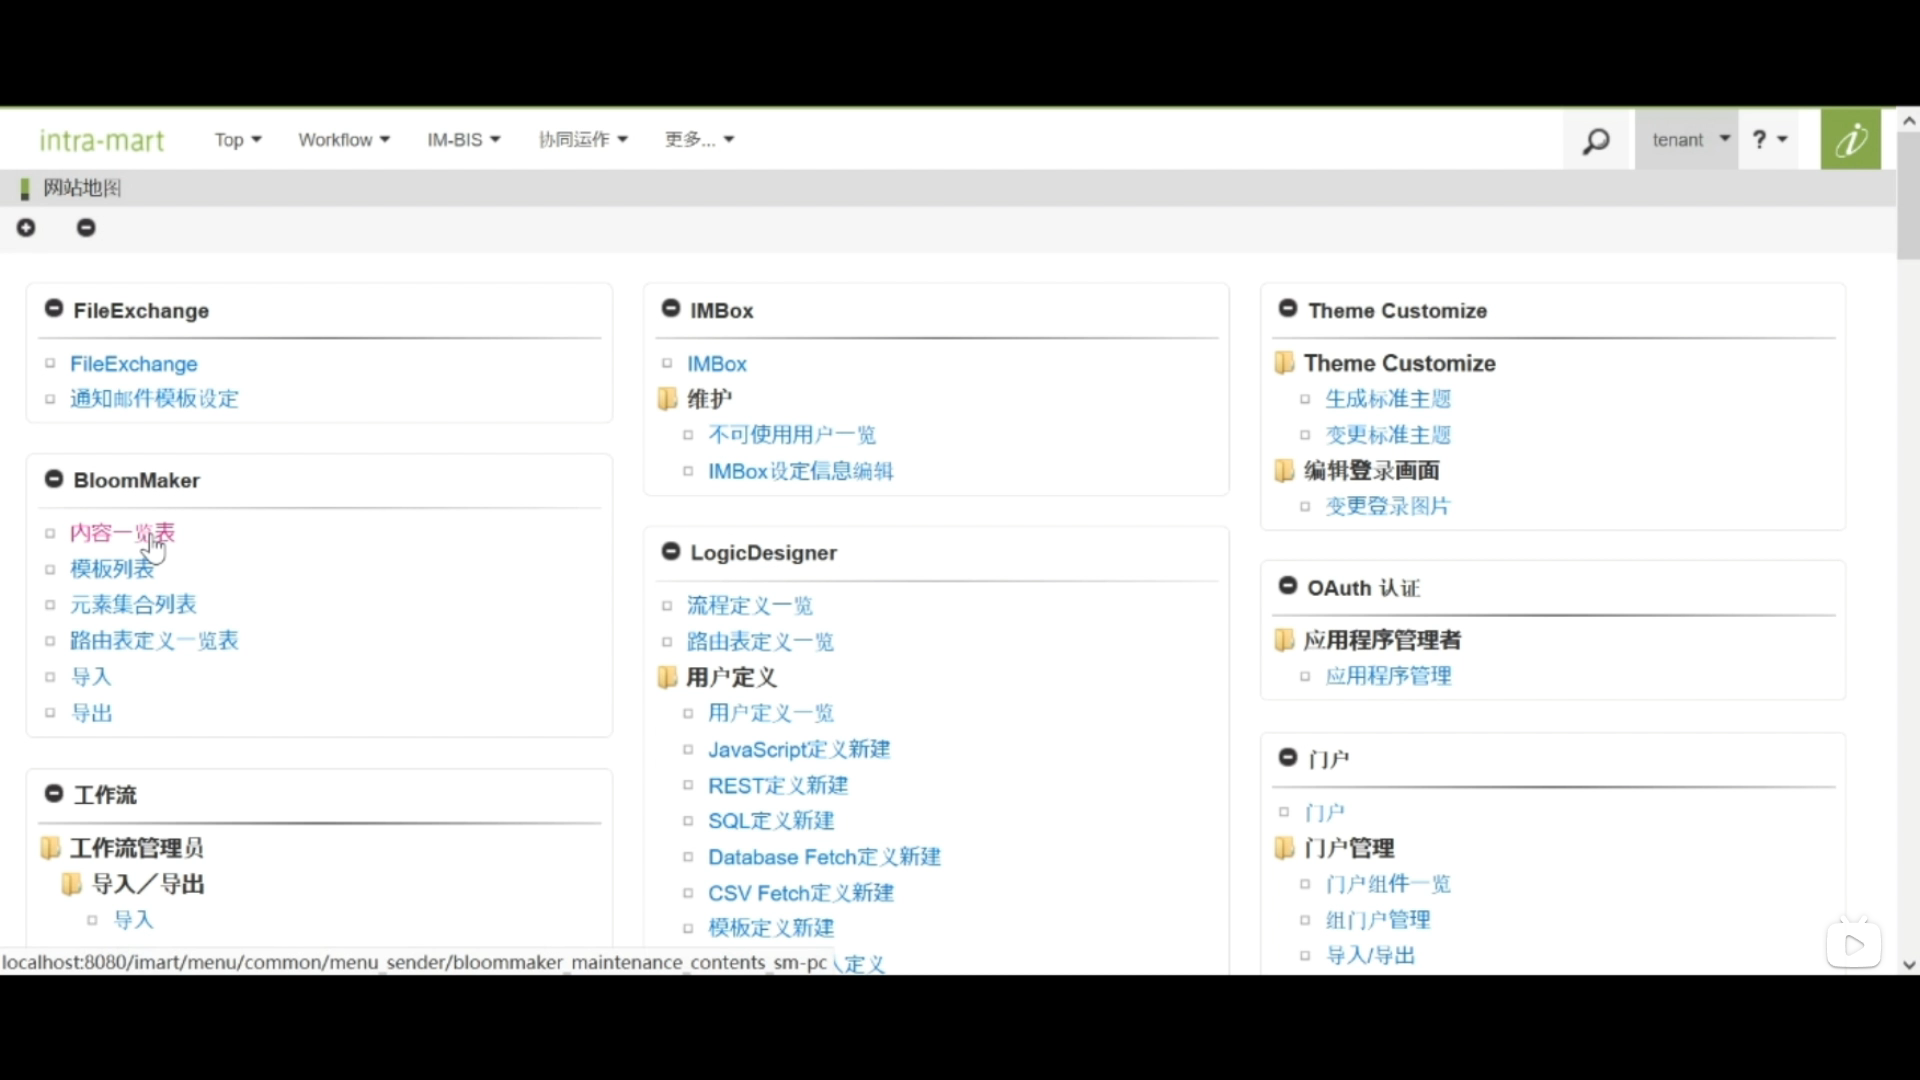 intra-mart Top Workflow IM-BIS 协同运作 更多... tenant ?
网站地图
FileExchange
FileExchange
通知邮件模板设定
BloomMaker
内容一览表
模板列表
元素集合列表
路由表定义一览表
导入
导出
工作流
工作流管理员
导入／导出
导入
IMBox
IMBox
维护
不可使用用户一览
IMBox设定信息编辑
LogicDesigner
流程定义一览
路由表定义一览
用户定义
用户定义一览
JavaScript定义新建
REST定义新建
SQL定义新建
Database Fetch定义新建
CSV Fetch定义新建
模板定义新建
定义
Theme Customize
Theme Customize
生成标准主题
变更标准主题
编辑登录画面
变更登录图片
OAuth 认证
应用程序管理者
应用程序管理
门户
门户
门户管理
门户组件一览
组门户管理
导入/导出
localhost:8080/imart/menu/common/menu_sender/bloommaker_maintenance_contents_sm-pc